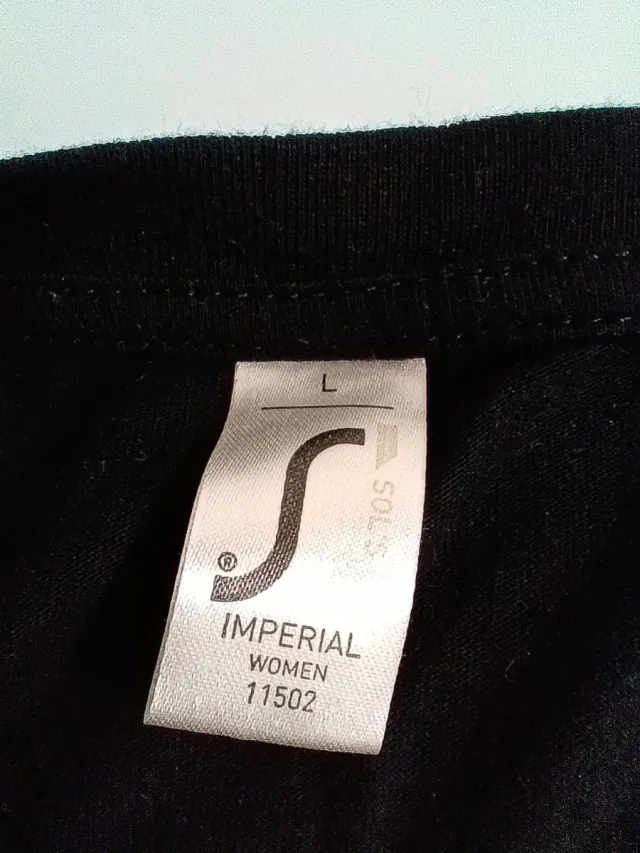 L
SOL'S
®
IMPERIAL
WOMEN
11502